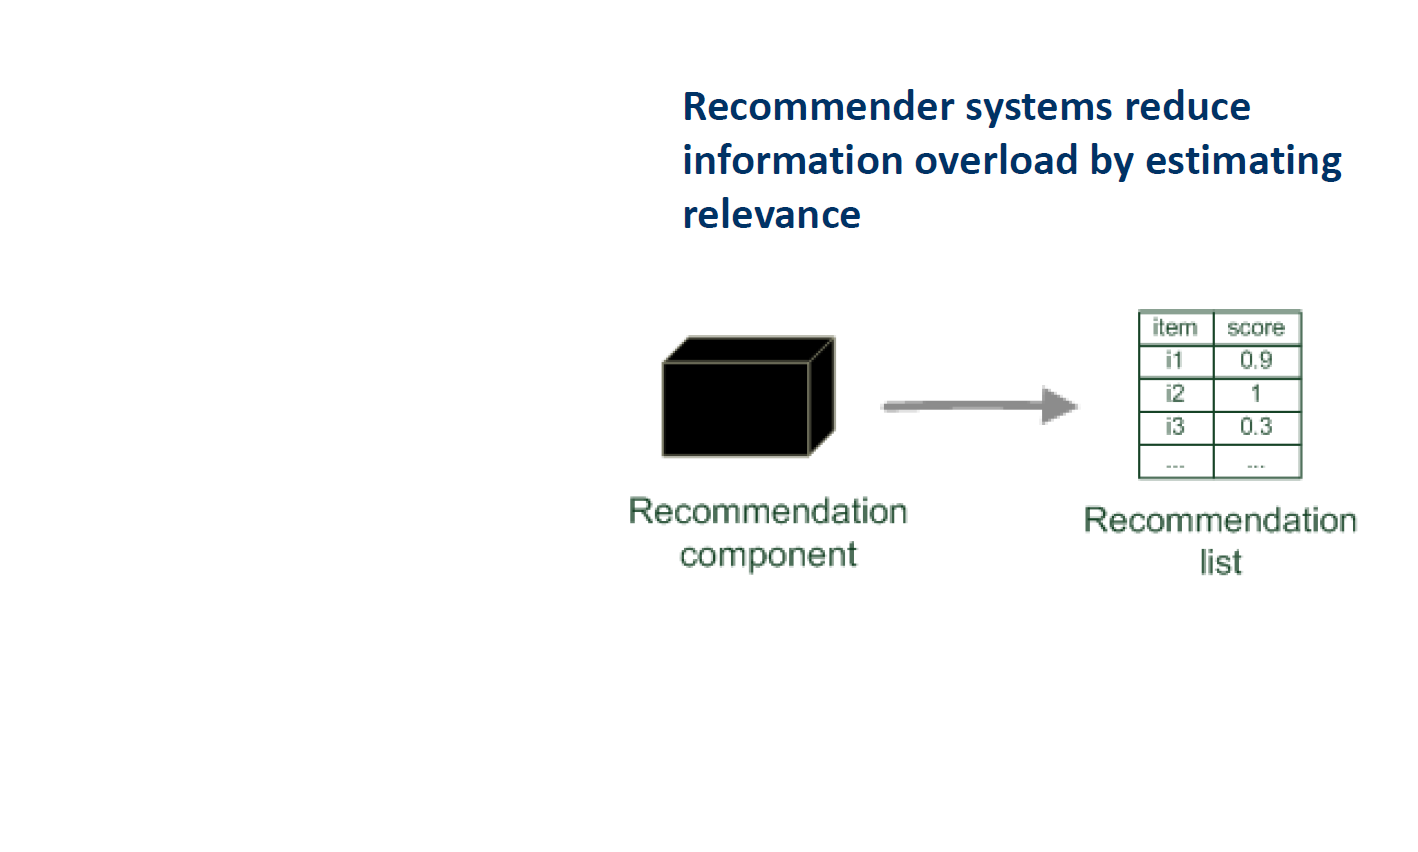 Recommender systems reduce
information overload by estimating
relevance
item score
i1 0.9
i2 1
i3 0.3
... ...
Recommendation
component
Recommendation
list